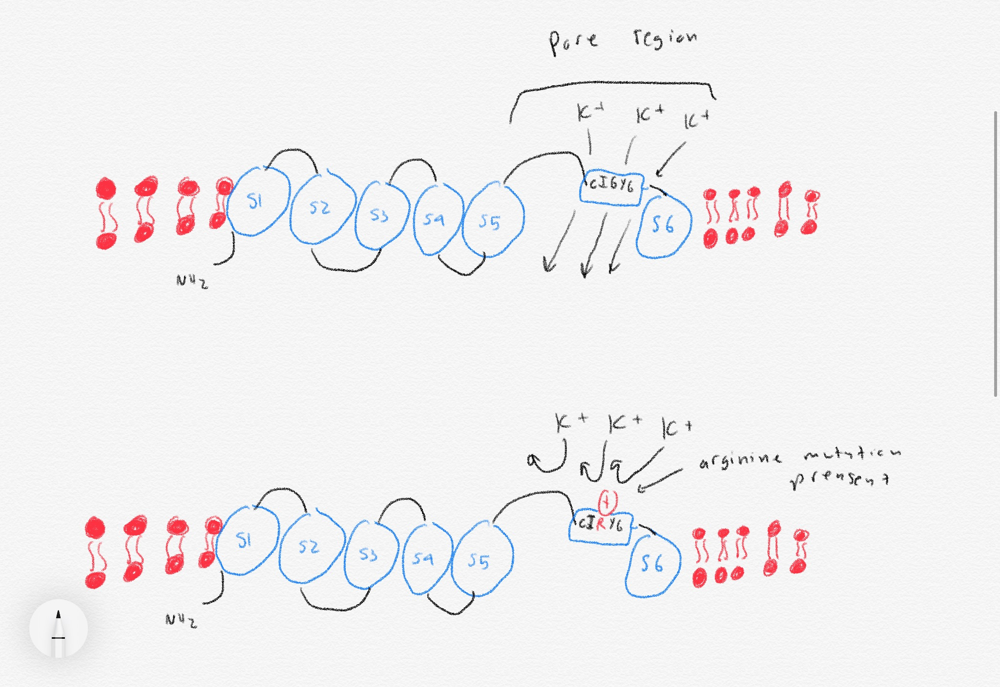 pore region
K+ K+ K+
S1 S2 S3 S4 S5 cIGYG S6
NH2
K+ K+ K+
arginine mutation
prensent
+
S1 S2 S3 S4 S5 cIRYG S6
NH2